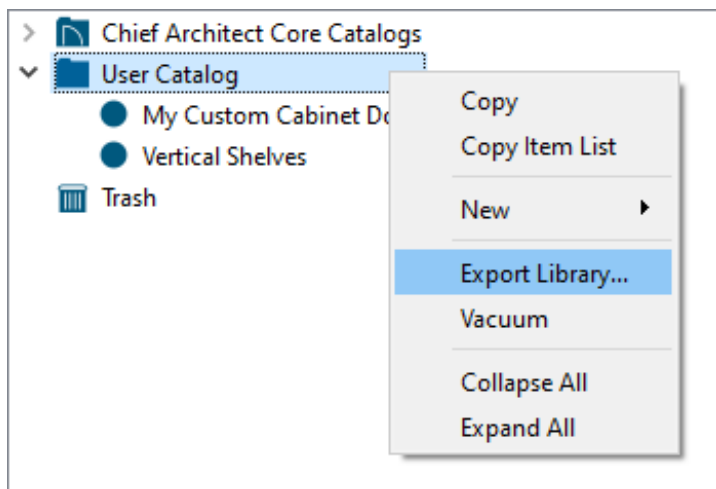 Chief Architect Core Catalogs
User Catalog
My Custom Cabinet
Vertical Shelves
Trash
Copy
Copy Item List
New
Export Library...
Vacuum
Collapse All
Expand All